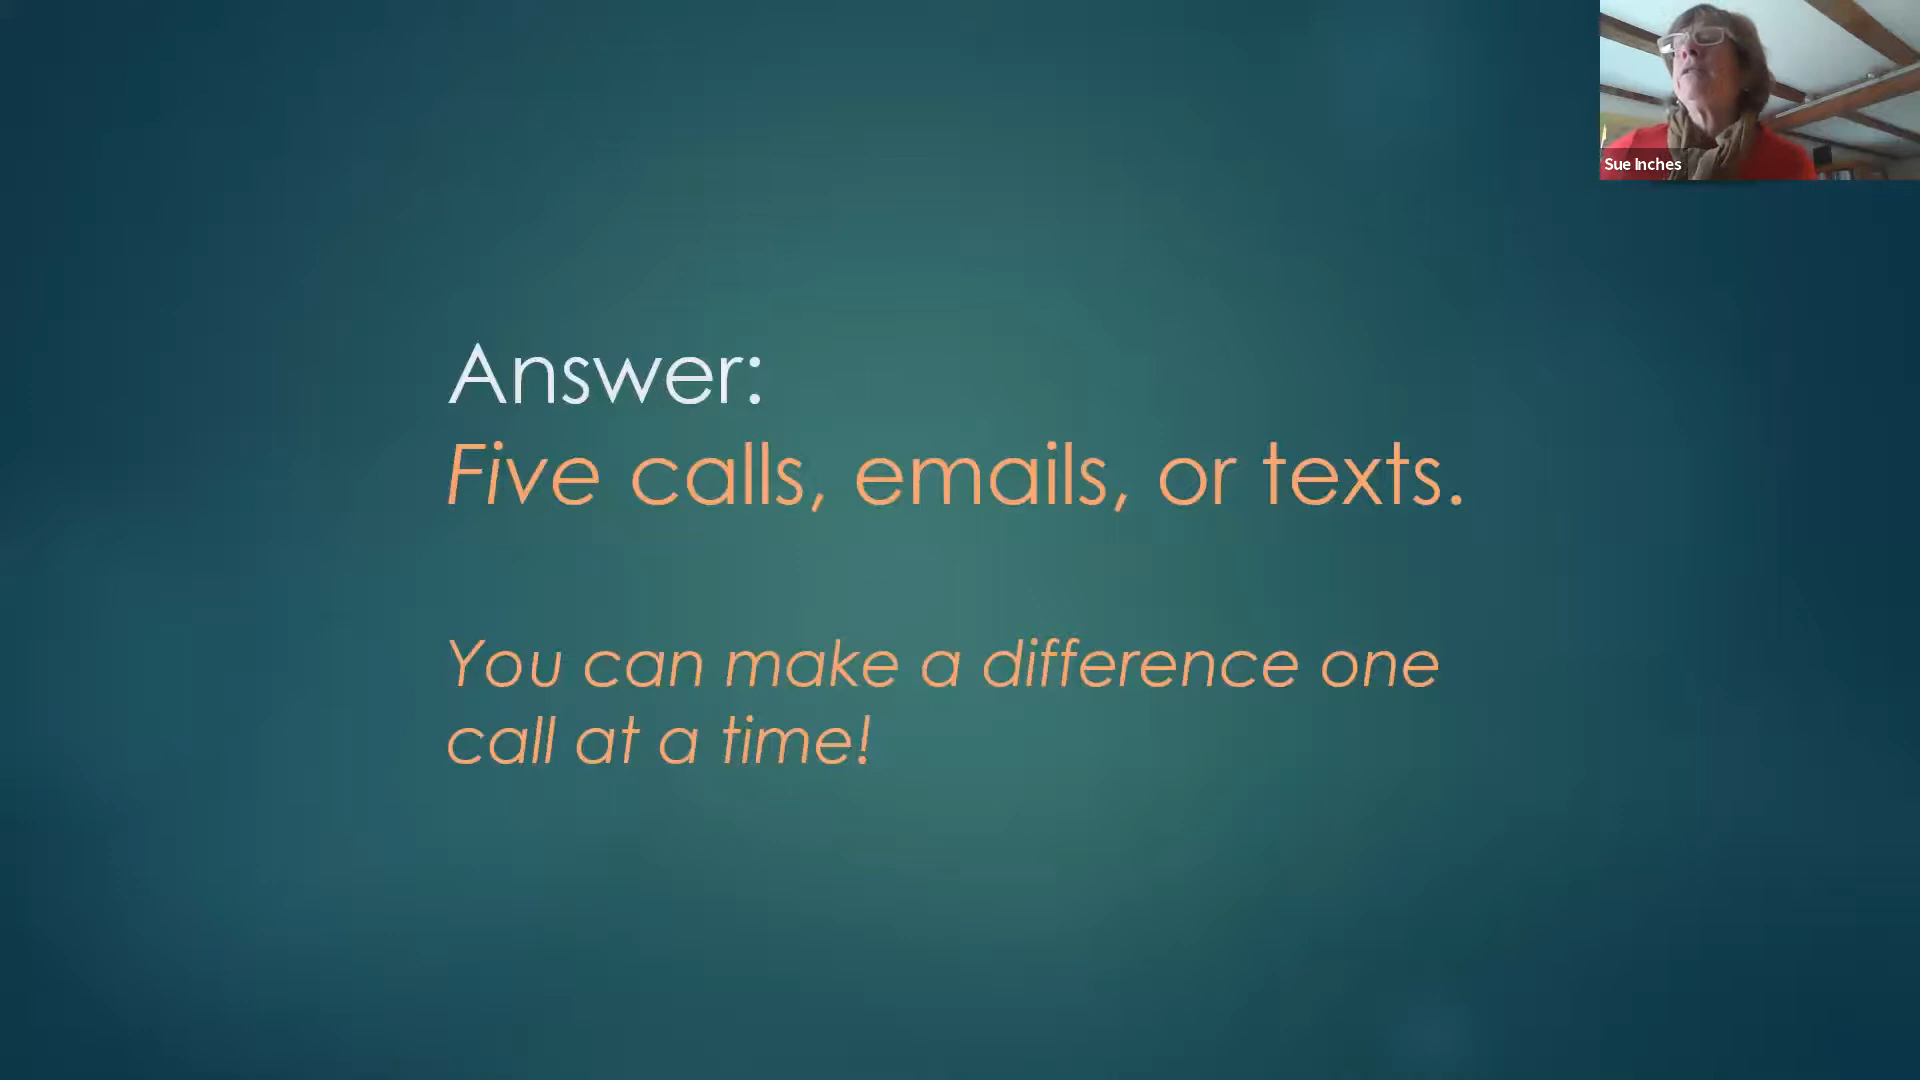 Sue Inches
Answer:
Five calls, emails, or texts.
You can make a difference one
call at a time!